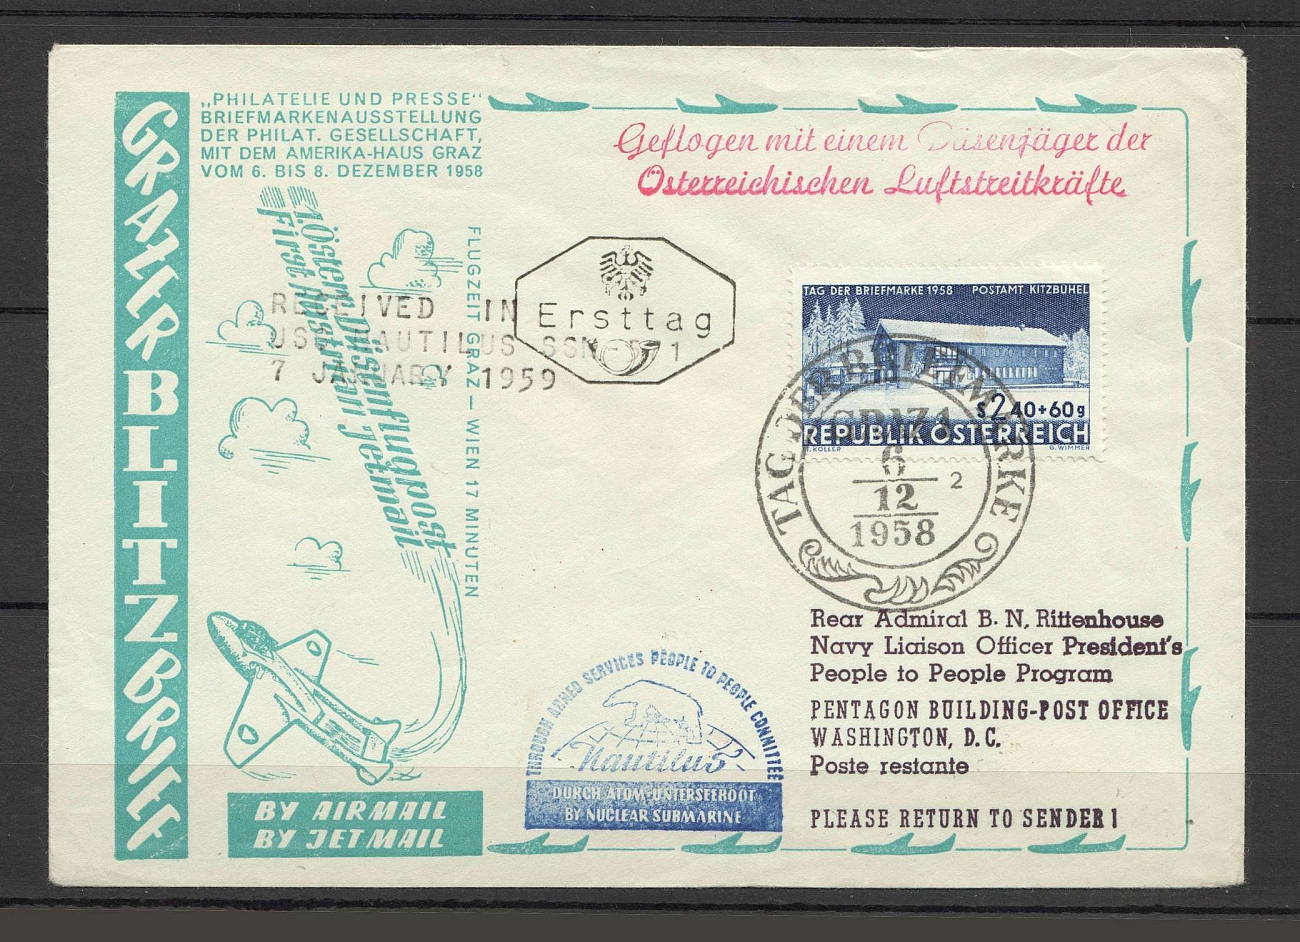 GRAZER BLITZBRIEF
„PHILATELIE UND PRESSE“
BRIEFMARKENAUSSTELLUNG
DER PHILAT. GESELLSCHAFT,
MIT DEM AMERIKA-HAUS GRAZ
VOM 6. BIS 8. DEZEMBER 1958
Geflogen mit einem Düsenjäger der
Österreichischen Luftstreitkräfte
1. österr. Düsenflugpost
First Austrian Jetmail
FLUGZEIT GRAZ — WIEN 17 MINUTEN
RECEIVED IN
USS NAUTILUS SSN 571
7 JANUARY 1959
Ersttag
TAG DER BRIEFMARKE 1958 POSTAMT KITZBÜHEL
S 2.40+60g
REPUBLIK ÖSTERREICH
T. KOLLER G. WIMMER
TAG DER BRIEFMARKE
GRAZ 1
6
12
1958
2
Rear Admiral B. N. Rittenhouse
Navy Liaison Officer President's
People to People Program
PENTAGON BUILDING-POST OFFICE
WASHINGTON, D.C.
Poste restante
PLEASE RETURN TO SENDER!
THROUGH ARMED SERVICES PEOPLE TO PEOPLE COMMITTEE
Nautilus
DURCH ATOM-UNTERSEEBOOT
BY NUCLEAR SUBMARINE
BY AIRMAIL
BY JETMAIL